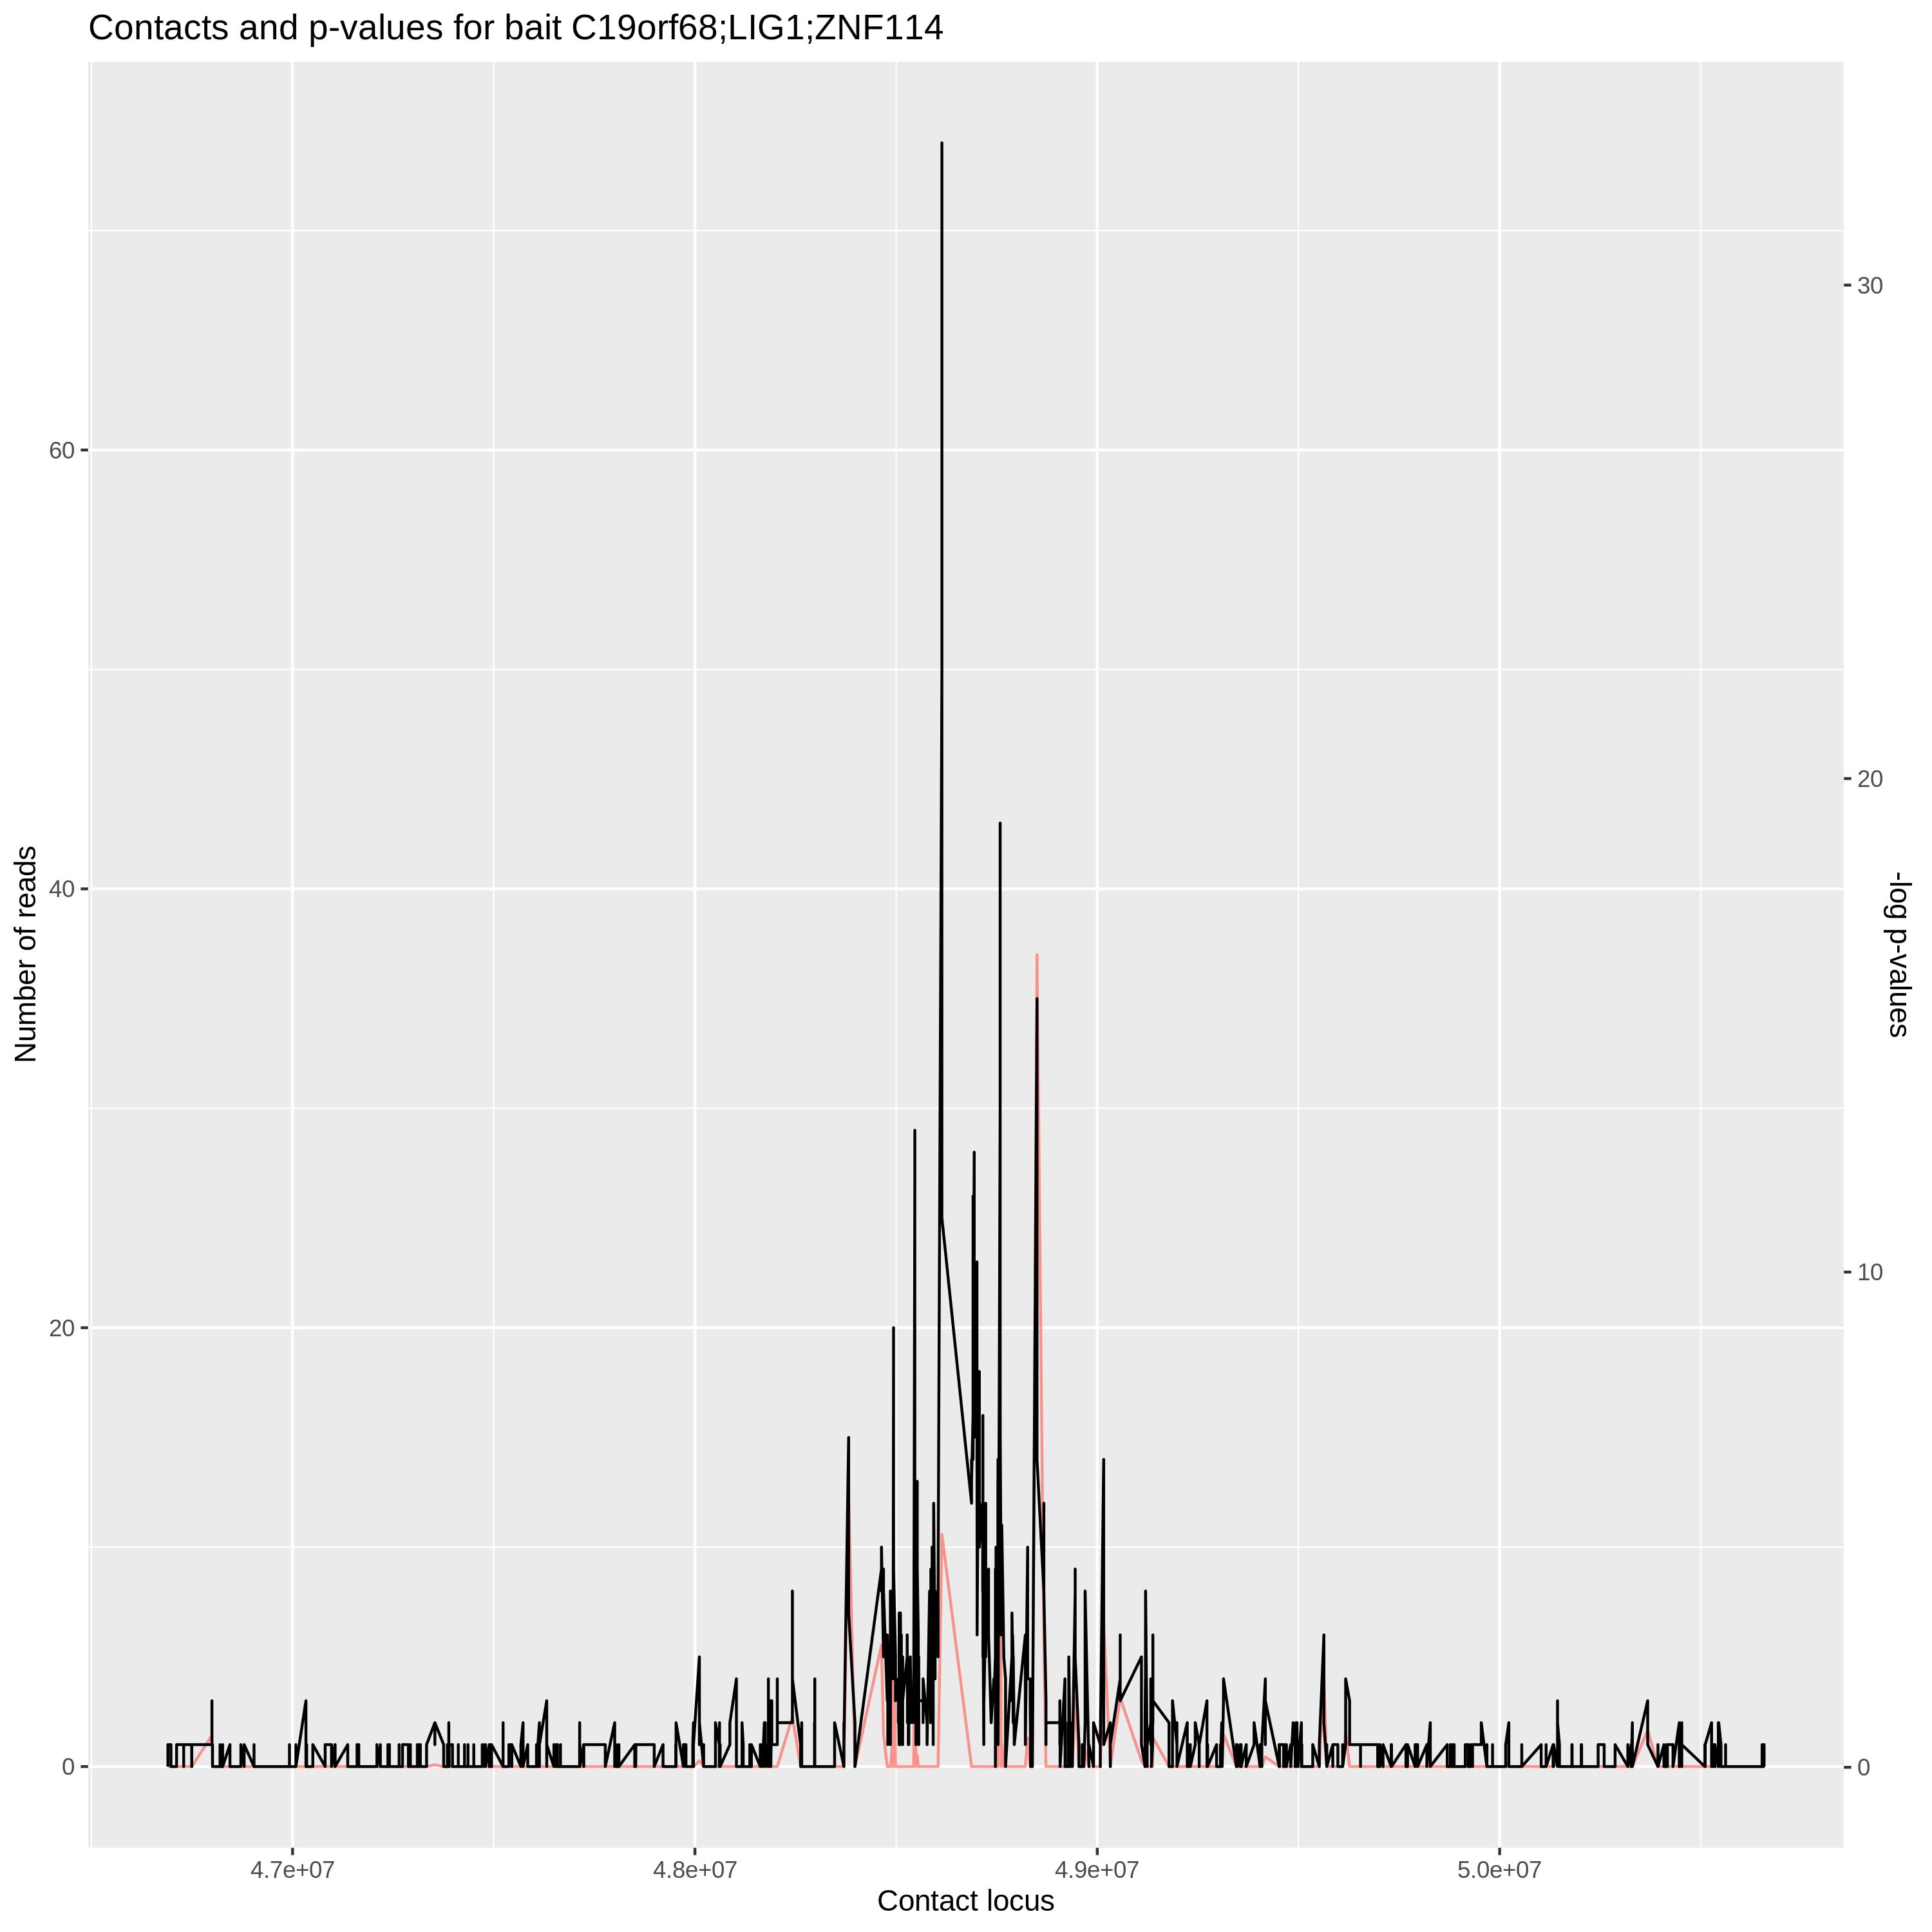 Contacts and p-values for bait C19orf68;LIG1;ZNF114
Number of reads
60
40
20
0
30
20
10
0
-log p-values
4.7e+07 4.8e+07 4.9e+07 5.0e+07
Contact locus